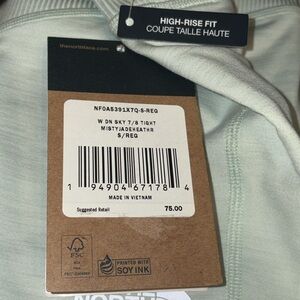 HIGH-RISE FIT
COUPE TAILLE HAUTE
thenorthface.com
NF0A5391X7Q-S-REG
W DN SKY 7/8 TIGHT
MISTYJADEHEATHR
S/REG
1 94904 67178 4
MADE IN VIETNAM
Suggested Retail
75.00
FSC
PRINTED WITH
SOY INK